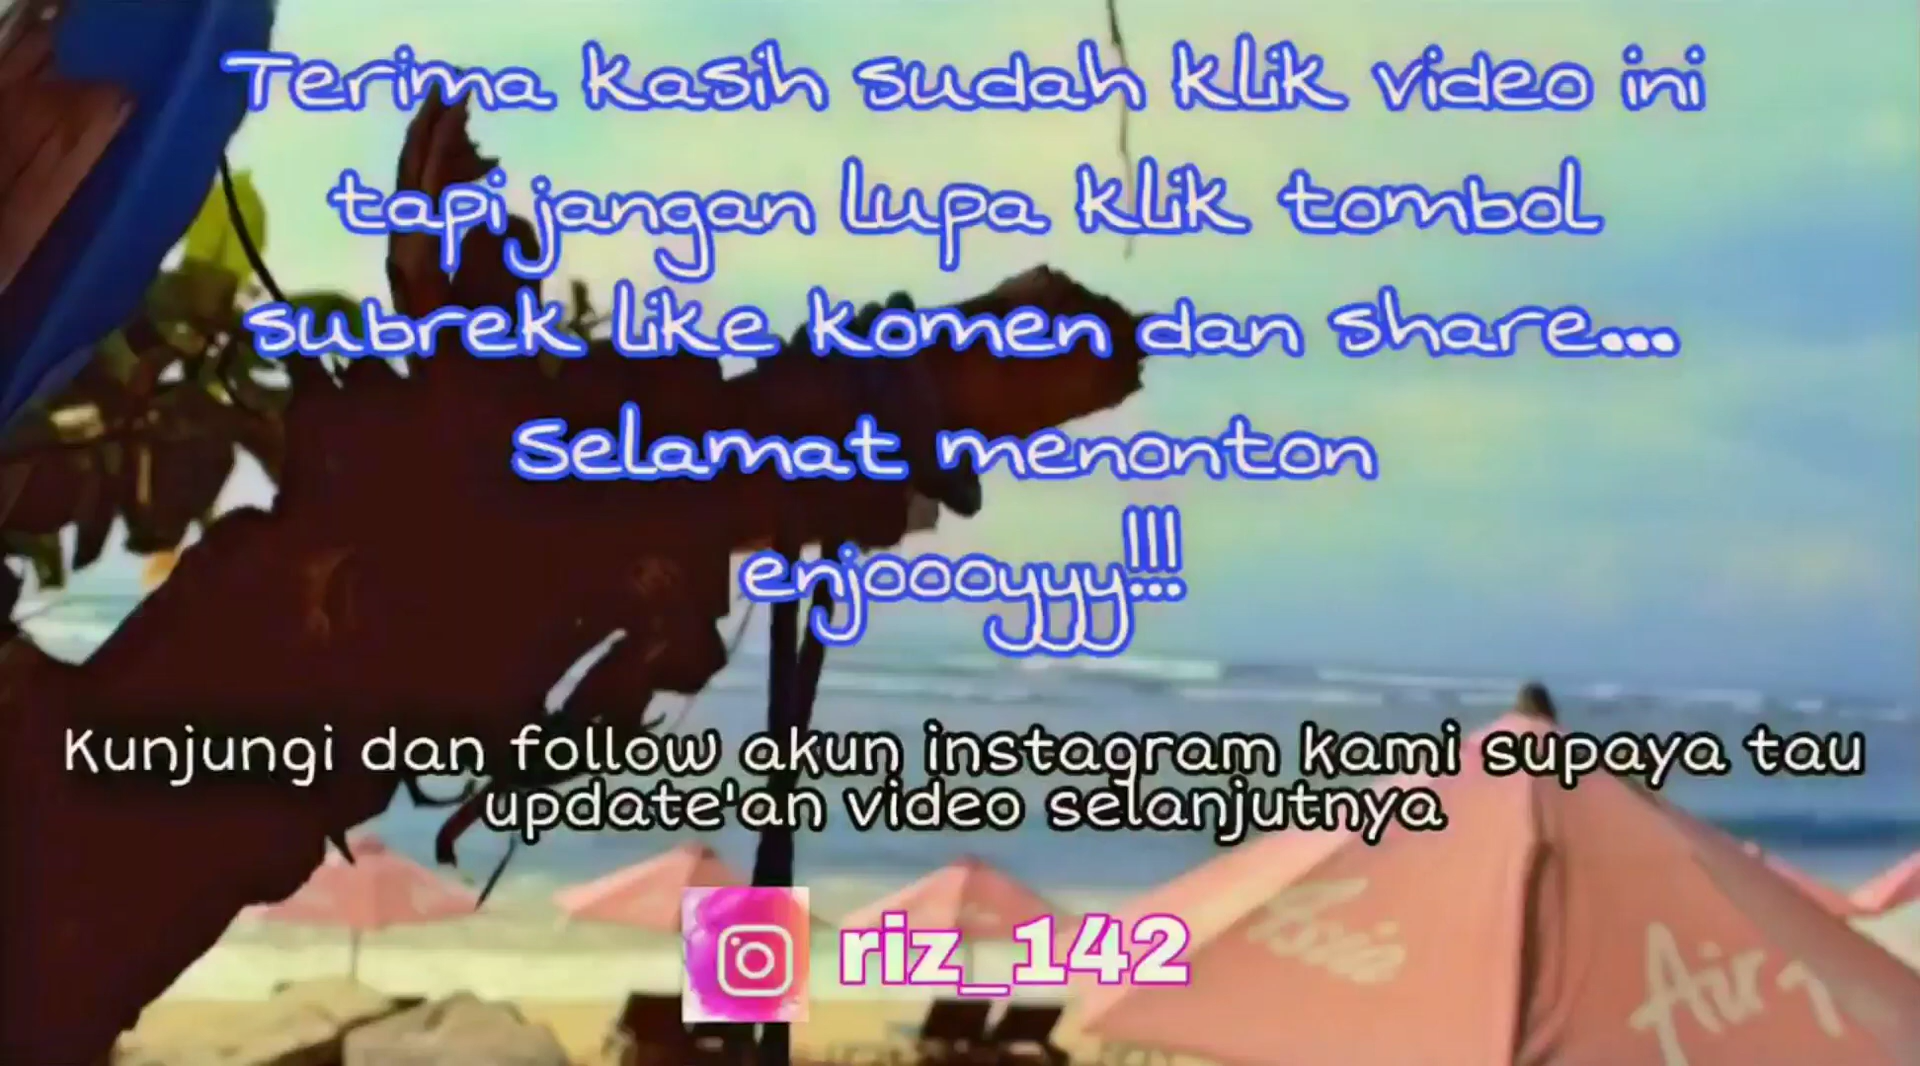 Terima kasih sudah klik video ini
tapi jangan lupa klik tombol
subrek like komen dan share...
Selamat menonton
enjoooyyy!!!
Kunjungi dan follow akun instagram kami supaya tau
update'an video selanjutnya
riz_142
Air